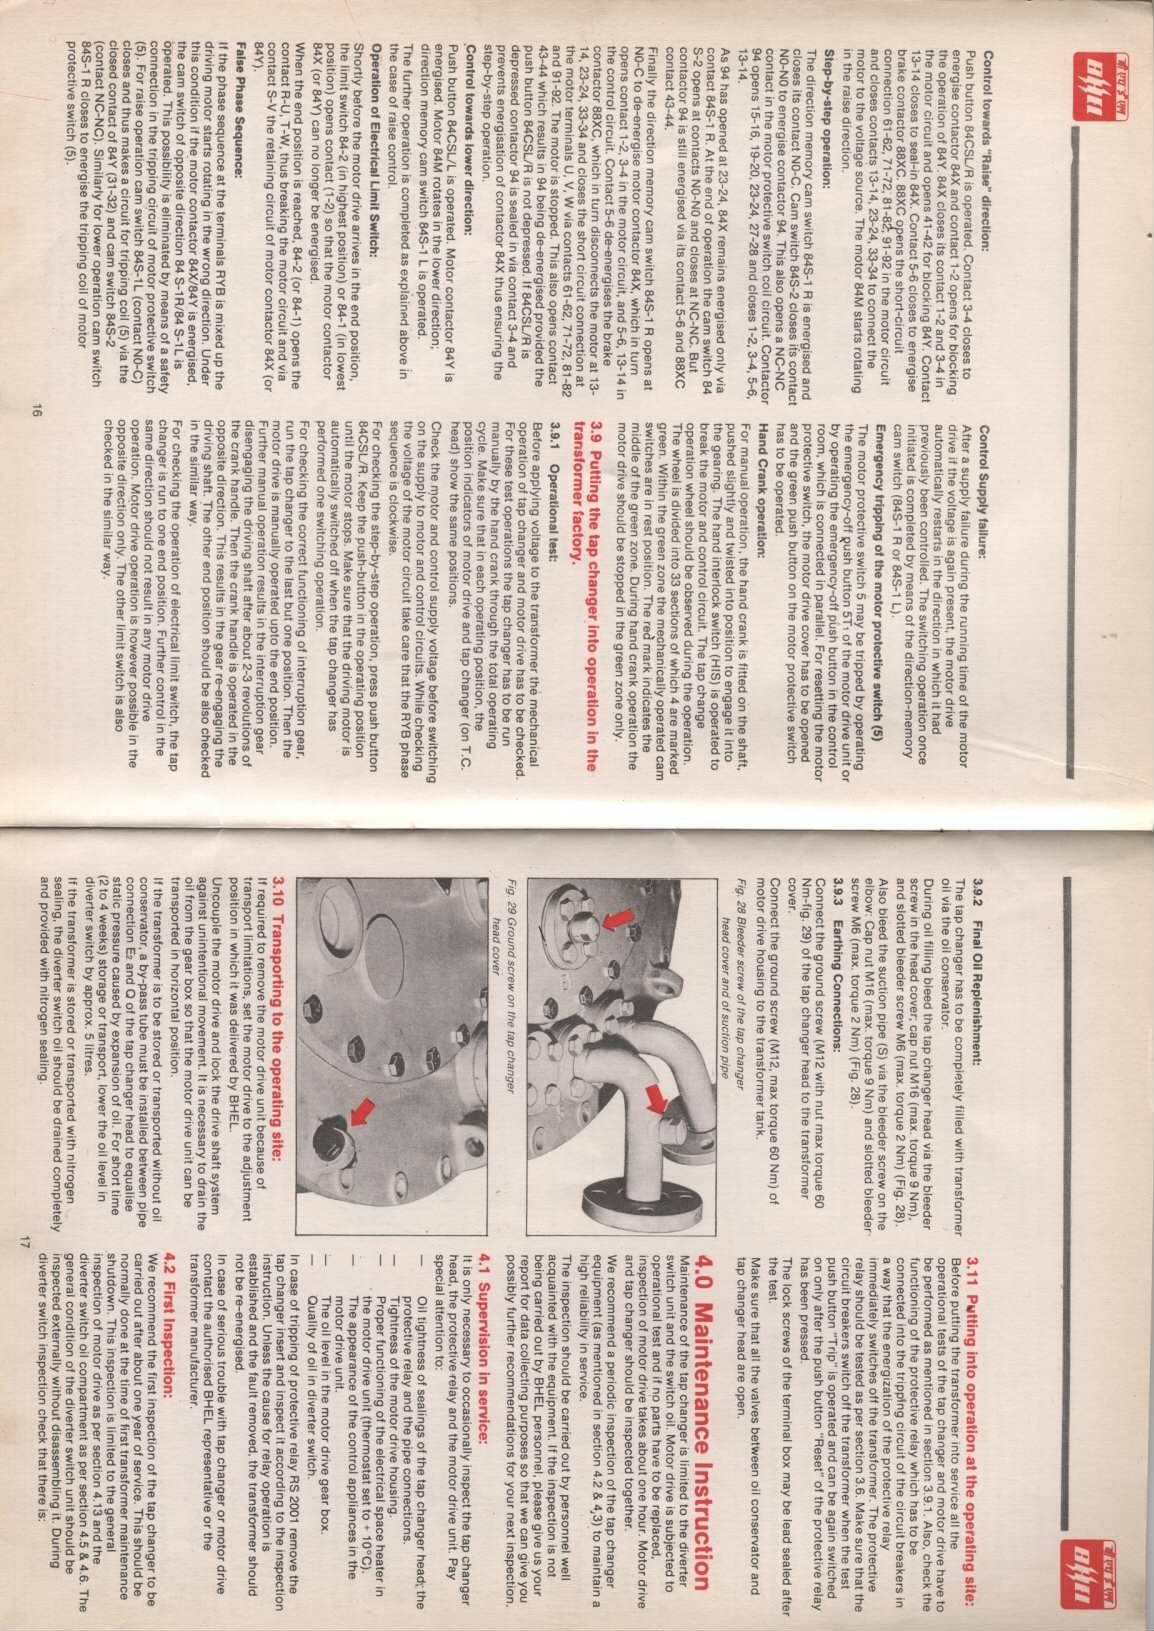 बीएचईएल
Control towards "Raise" direction:
Push button 84CSL/R is operated. Contact 3-4 closes to
energise contactor 84X and contact 1-2 opens for blocking
the operation of 84Y. 84X closes its contact 1-2 and 3-4 in
the motor circuit and opens 41-42 for blocking 84Y. Contact
13-14 closes to seal-in 84X. Contact 5-6 closes to energise
brake contactor 88XC. 88XC opens the short-circuit
connection 61-62, 71-72, 81-82, 91-92 in the motor circuit
and closes contacts 13-14, 23-24, 33-34 to connect the
motor to the voltage source. The motor 84M starts rotating
in the raise direction.
Step-by-step operation:
The direction memory cam switch 84S-1 R is energised and
closes its contact N0-C. Cam switch 84S-2 closes its contact
N0-N0 to energise contactor 94. This also opens a NC-NC
contact in the motor protective switch coil circuit. Contactor
94 opens 15-16, 19-20, 23-24, 27-28 and closes 1-2, 3-4, 5-6,
13-14.
As 94 has opened at 23-24, 84X remains energised only via
contact 84S-1 R. At the end of operation the cam switch 84
S-2 opens at contacts N0-N0 and closes at NC-NC. But
contactor 94 is still energised via its contact 5-6 and 88XC
contact 43-44.
Finally the direction memory cam switch 84S-1 R opens at
N0-C to de-energise motor contactor 84X, which in turn
opens contact 1-2, 3-4 in the motor circuit, and 5-6, 13-14 in
the control circuit. Contact 5-6 de-energises the brake
contactor 88XC, which in turn disconnects the motor at 13-
14, 23-24, 33-34 and closes the short circuit connection at
the motor terminals U, V, W via contacts 61-62, 71-72, 81-82
and 91-92. The motor is stopped. This also opens contact
43-44 which results in 94 being de-energised provided the
push button 84CSL/R is not depressed. If 84CSL/R is
depressed contactor 94 is sealed in via contact 3-4 and
prevents energisation of contactor 84X thus ensuring the
step-by-step operation.
Control towards lower direction:
Push button 84CSL/L is operated. Motor contactor 84Y is
energised. Motor 84M rotates in the lower direction;
direction memory cam switch 84S-1 L is operated.
The further operation is completed as explained above in
the case of raise control.
Operation of Electrical Limit Switch:
Shortly before the motor drive arrives in the end position,
the limit switch 84-2 (in highest position) or 84-1 (in lowest
position) opens contact (1-2) so that the motor contactor
84X (or 84Y) can no longer be energised.
When the end position is reached, 84-2 (or 84-1) opens the
contact R-U, T-W, thus breaking the motor circuit and via
contact S-V the retaining circuit of motor contactor 84X (or
84Y).
False Phase Sequence:
If the phase sequence at the terminals RYB is mixed up the
driving motor starts rotating in the wrong direction. Under
this condition if the motor contactor 84X/84Y is energised,
the cam switch of opposite direction 84 S-1R/84 S-1L is
operated. This possibility is eliminated by means of a safety
connection in the tripping circuit of motor protective switch
(5). For raise operation cam switch 84S-1L (contact N0-C)
closes and thus makes a circuit for tripping coil (5) via the
closed contact of 84Y (31-32) and cam switch 84S-2
(contact NC-NC). Similarly for lower operation cam switch
84S-1 R closes to energise the tripping coil of motor
protective switch (5).
Control Supply failure:
After a supply failure during the running time of the motor
drive if the voltage is again present, the motor drive
automatically restarts in the direction in which it had
previously been controlled. The switching operation once
initiated is completed by means of the direction-memory
cam switch (84S-1 R or 84S-1 L).
Emergency tripping of the motor protective switch (5)
The motor protective switch 5 may be tripped by operating
the emergency-off push button 5T1 of the motor drive unit or
by operating the emergency-off push button in the control
room, which is connected in parallel. For resetting the motor
protective switch, the motor drive cover has to be opened
and the green push button on the motor protective switch
has to be operated.
Hand Crank operation:
For manual operation, the hand crank is fitted on the shaft,
pushed slightly and twisted into position to engage it into
the gearing. The hand interlock switch (HIS) is operated to
break the motor and control circuit. The tap change
operation wheel should be observed during the operation.
The wheel is divided into 33 sections of which 4 are marked
green. Within the green zone the mechanically operated cam
switches are in rest position. The red mark indicates the
middle of the green zone. During hand crank operation the
motor drive should be stopped in the green zone only.
3.9 Putting the tap changer into operation in the
transformer factory.
3.9.1 Operational test:
Before applying voltage to the transformer the mechanical
operation of tap changer and motor drive has to be checked.
For these test operations the tap changer has to be run
manually by the hand crank through the total operating
cycle. Make sure that in each operating position, the
position indicators of motor drive and tap changer (on T.C.
head) show the same positions.
Check the motor and control supply voltage before switching
on the supply to motor and control circuits. While checking
the voltage of the motor circuit take care that the RYB phase
sequence is clockwise.
For checking the step-by-step operation, press push button
84CSL/R. Keep the push-button in the operating position
until the motor stops. Make sure that the driving motor is
automatically switched off when the tap changer has
performed one switching operation.
For checking the correct functioning of interruption gear,
run the tap changer to the last but one position. Then the
motor drive is manually operated upto the end position.
Further manual operation results in the interruption gear
disengaging the driving shaft after about 2-3 revolutions of
the crank handle. Then the crank handle is operated in the
opposite direction. This results in the gear re-engaging the
driving shaft. The other end position should be also checked
in the similar way.
For checking the operation of electrical limit switch, the tap
changer is run to one end position. Further control in the
same direction should not result in any motor drive
operation. Motor drive operation is however possible in the
opposite direction only. The other limit switch is also
checked in the similar way.
16
3.9.2 Final Oil Replenishment:
The tap changer has to be completely filled with transformer
oil via the oil conservator.
During oil filling bleed the tap changer head via the bleeder
screw in the head cover; cap nut M16 (max. torque 9 Nm),
and slotted bleeder screw M6 (max. torque 2 Nm) (Fig. 28).
Also bleed the suction pipe (S) via the bleeder screw on the
elbow: Cap nut M16 (max. torque 9 Nm) and slotted bleeder
screw M6 (max. torque 2 Nm) (Fig. 28).
3.9.3 Earthing Connections:
Connect the ground screw (M12 with nut max torque 60
Nm-fig. 29) of the tap changer head to the transformer
cover.
Connect the ground screw (M12, max torque 60 Nm) of
motor drive housing to the transformer tank.
Fig. 28 Bleeder screw of the tap changer
head cover and of suction pipe
Fig. 29 Ground screw on the tap changer
head cover
3.10 Transporting to the operating site:
If required to remove the motor drive unit because of
transport limitations, set the motor drive to the adjustment
position in which it was delivered by BHEL.
Uncouple the motor drive and lock the drive shaft system
against unintentional movement. It is necessary to drain the
oil from the gear box so that the motor drive unit can be
transported in horizontal position.
If the transformer is to be stored or transported without oil
conservator, a by-pass tube must be installed between pipe
connection E2 and Q of the tap changer head to equalise
static pressure caused by expansion of oil. For short time
(2 to 4 weeks) storage or transport, lower the oil level in
diverter switch by approx. 5 litres.
If the transformer is stored or transported with nitrogen
sealing, the diverter switch oil should be drained completely
and provided with nitrogen sealing.
बीएचईएल
3.11 Putting into operation at the operating site:
Before putting the transformer into service all the
operational tests of the tap changer and motor drive have to
be performed as mentioned in section 3.9.1. Also, check the
functioning of the protective relay which has to be
connected into the tripping circuit of the circuit breakers in
a way that the energization of the protective relay
immediately switches off the transformer. The protective
relay should be tested as per section 3.6. Make sure that the
circuit breakers switch off the transformer when the test
push button "Trip" is operated and can be again switched
on only after the push button "Reset" of the protective relay
has been pressed.
The lock screws of the terminal box may be lead sealed after
the test.
Make sure that all the valves between oil conservator and
tap changer head are open.
4.0 Maintenance Instruction
Maintenance of the tap changer is limited to the diverter
switch unit and the switch oil. Motor drive is subjected to
operational test and if no parts have to be replaced,
inspection of motor drive takes about one hour. Motor drive
and tap changer should be inspected together.
We recommend a periodic inspection of the tap changer
equipment (as mentioned in section 4.2 & 4,3) to maintain a
high reliability in service.
The inspection should be carried out by personnel well
acquainted with the equipment. If the inspection is not
being carried out by BHEL personnel, please give us your
report for data collecting purposes so that we can give you
possibly further recommendations for your next inspection.
4.1 Supervision in service:
It is only necessary to occasionally inspect the tap changer
head, the protective relay and the motor drive unit. Pay
special attention to:
— Oil tightness of sealings of the tap changer head; the
protective relay and the pipe connections.
— Tightness of the motor drive housing.
— Proper functioning of the electrical space heater in
the motor drive unit (thermostat set to + 10°C).
— The appearance of the control appliances in the
motor drive unit.
— The oil level in the motor drive gear box.
— Quality of oil in diverter switch.
In case of tripping of protective relay RS 2001 remove the
tap changer insert and inspect it according to the inspection
instruction. Unless the cause for relay operation is
established and the fault removed, the transformer should
not be re-energised.
In case of serious trouble with tap changer or motor drive
contact the authorised BHEL representative or the
transformer manufacturer.
4.2 First Inspection:
We recommend the first inspection of the tap changer to be
carried out after about one year of service. This should be
normally done at the time of first transformer maintenance
shutdown. This inspection is limited to the general
inspection of motor drive as per section 4.13 and the
diverter switch oil compartment as per section 4.5 & 4.6. The
general condition of the diverter switch unit should be
inspected externally without disassembling it. During
diverter switch inspection check that there is:
17